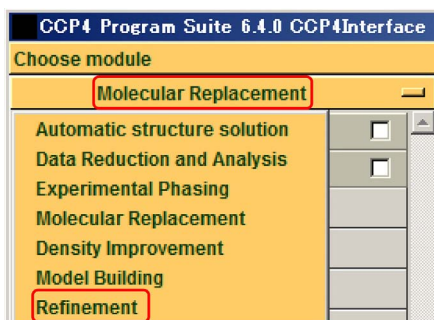 CCP4 Program Suite 6.4.0 CCP4Interface
Choose module
Molecular Replacement
Automatic structure solution
Data Reduction and Analysis
Experimental Phasing
Molecular Replacement
Density Improvement
Model Building
Refinement